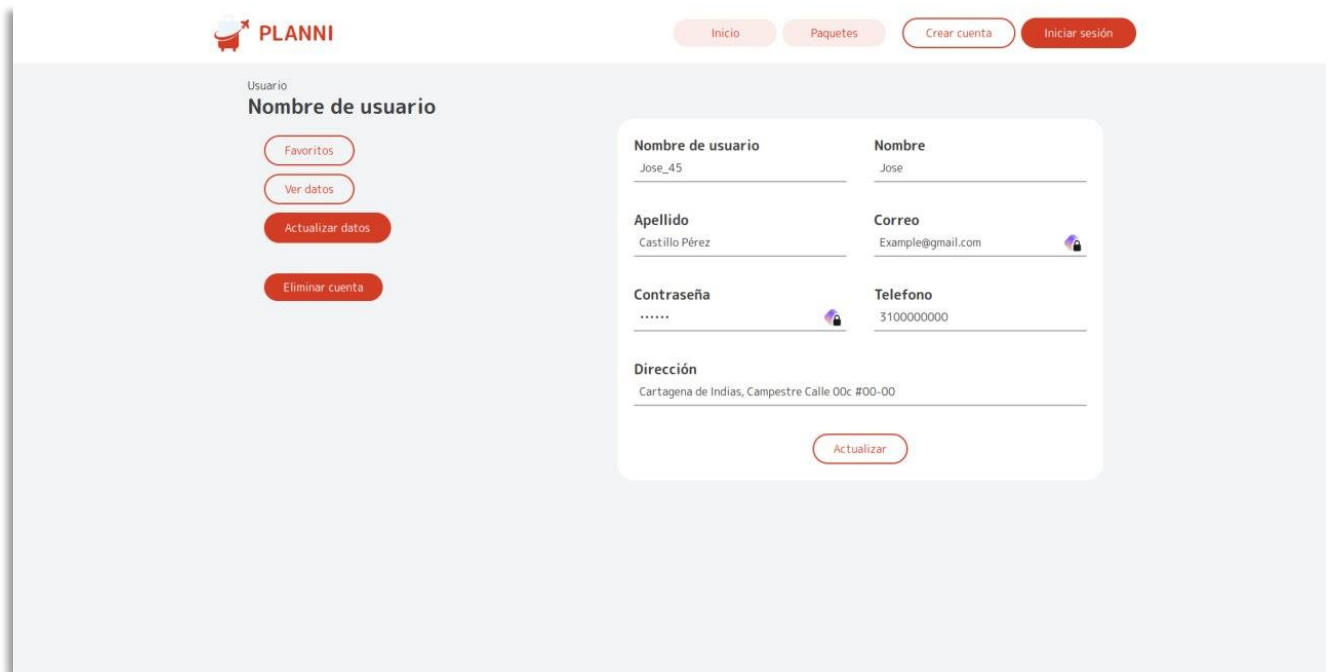 PLANNI
Inicio
Paquetes
Crear cuenta
Iniciar sesión
Usuario
Nombre de usuario
Favoritos
Ver datos
Actualizar datos
Eliminar cuenta
Nombre de usuario
Jose_45
Nombre
Jose
Apellido
Castillo Pérez
Correo
Example@gmail.com
Contraseña
••••••
Telefono
3100000000
Dirección
Cartagena de Indias, Campestre Calle 00c #00-00
Actualizar